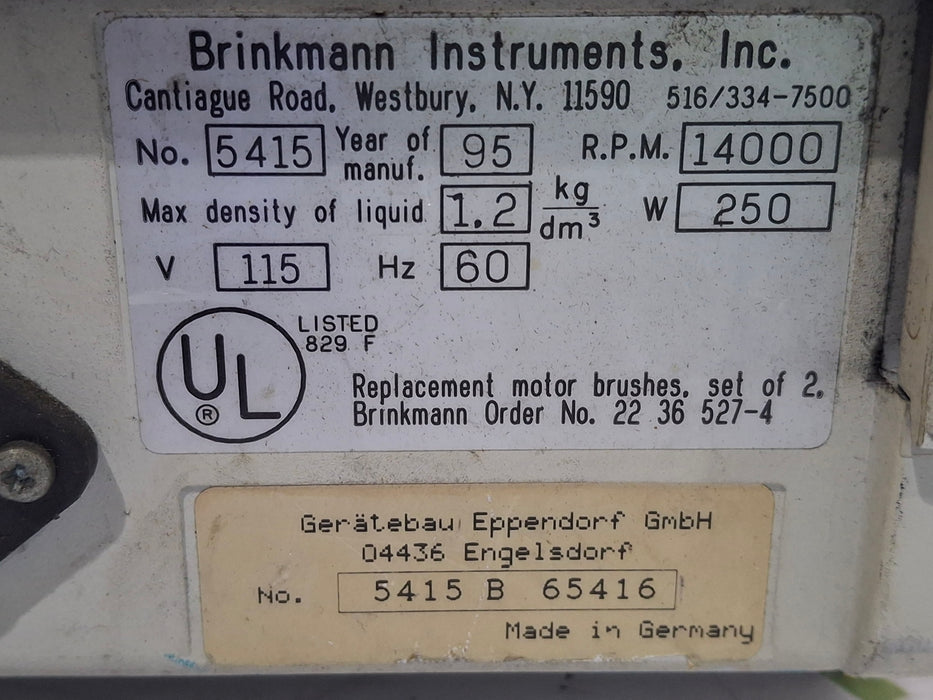 Brinkmann Instruments, Inc.
Cantiague Road, Westbury, N.Y. 11590 516/334-7500
No. 5415 Year of manuf. 95 R.P.M. 14000
Max density of liquid 1.2 kg/dm³ W 250
V 115 Hz 60
UL ® LISTED
829 F
Replacement motor brushes, set of 2,
Brinkmann Order No. 22 36 527-4
Gerätebau Eppendorf GmbH
04436 Engelsdorf
No. 5415 B 65416
Made in Germany